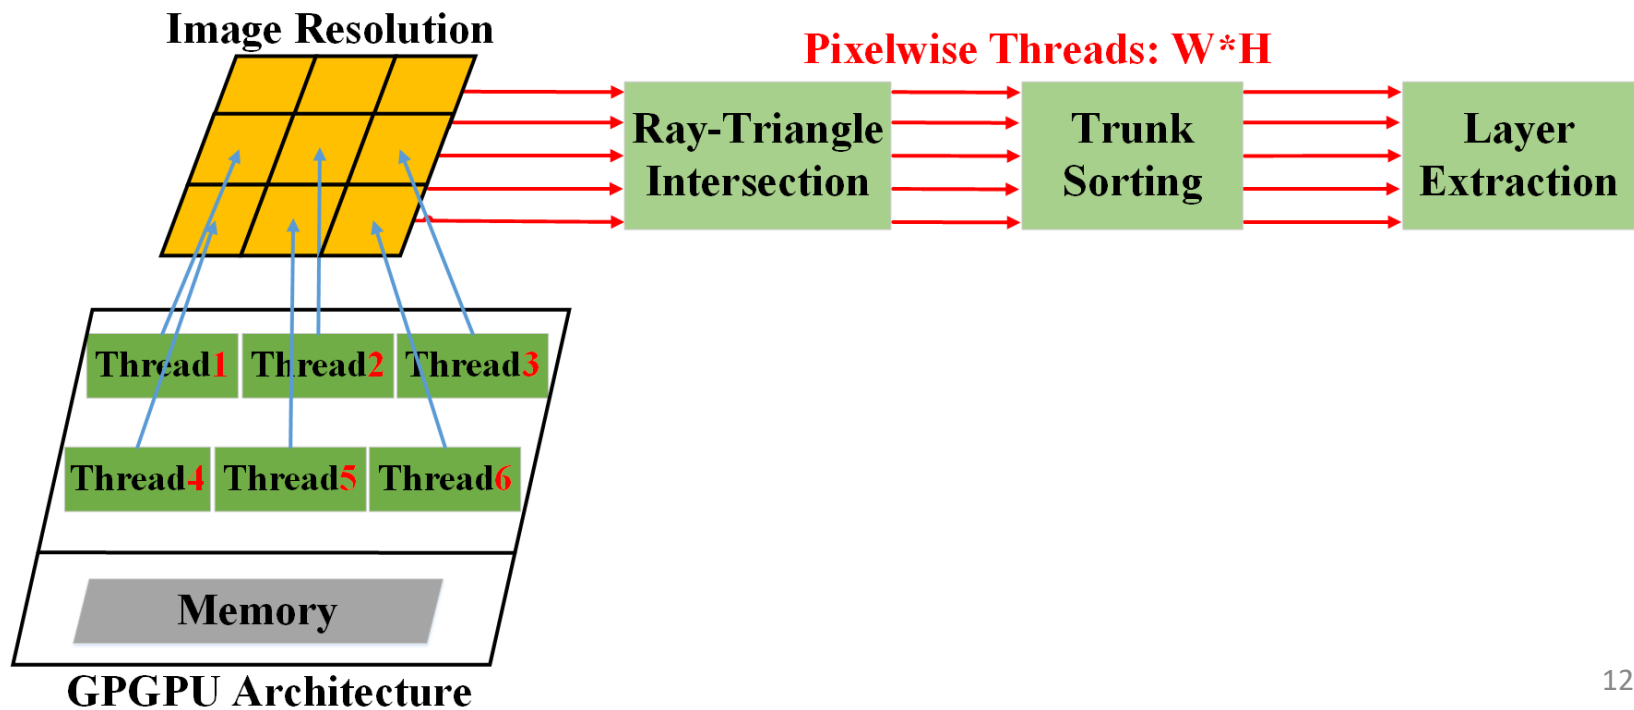 Image Resolution
Pixelwise Threads: W*H
Ray-Triangle
Intersection
Trunk
Sorting
Layer
Extraction
Thread1
Thread2
Thread3
Thread4
Thread5
Thread6
Memory
GPGPU Architecture
12